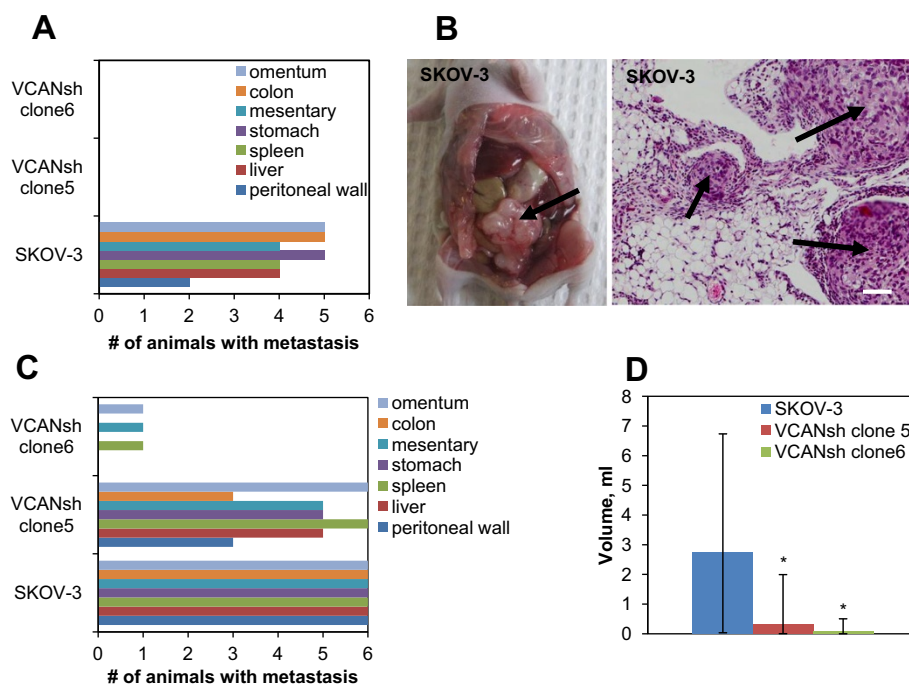 A
VCANsh
clone6
VCANsh
clone5
SKOV-3
omentum
colon
mesentary
stomach
spleen
liver
peritoneal wall
0 1 2 3 4 5 6
# of animals with metastasis
B
SKOV-3
SKOV-3
C
VCANsh
clone6
VCANsh
clone5
SKOV-3
omentum
colon
mesentary
stomach
spleen
liver
peritoneal wall
0 1 2 3 4 5 6
# of animals with metastasis
D
Volume, ml
8
7
6
5
4
3
2
1
0
SKOV-3
VCANsh clone 5
VCANsh clone6
*
*